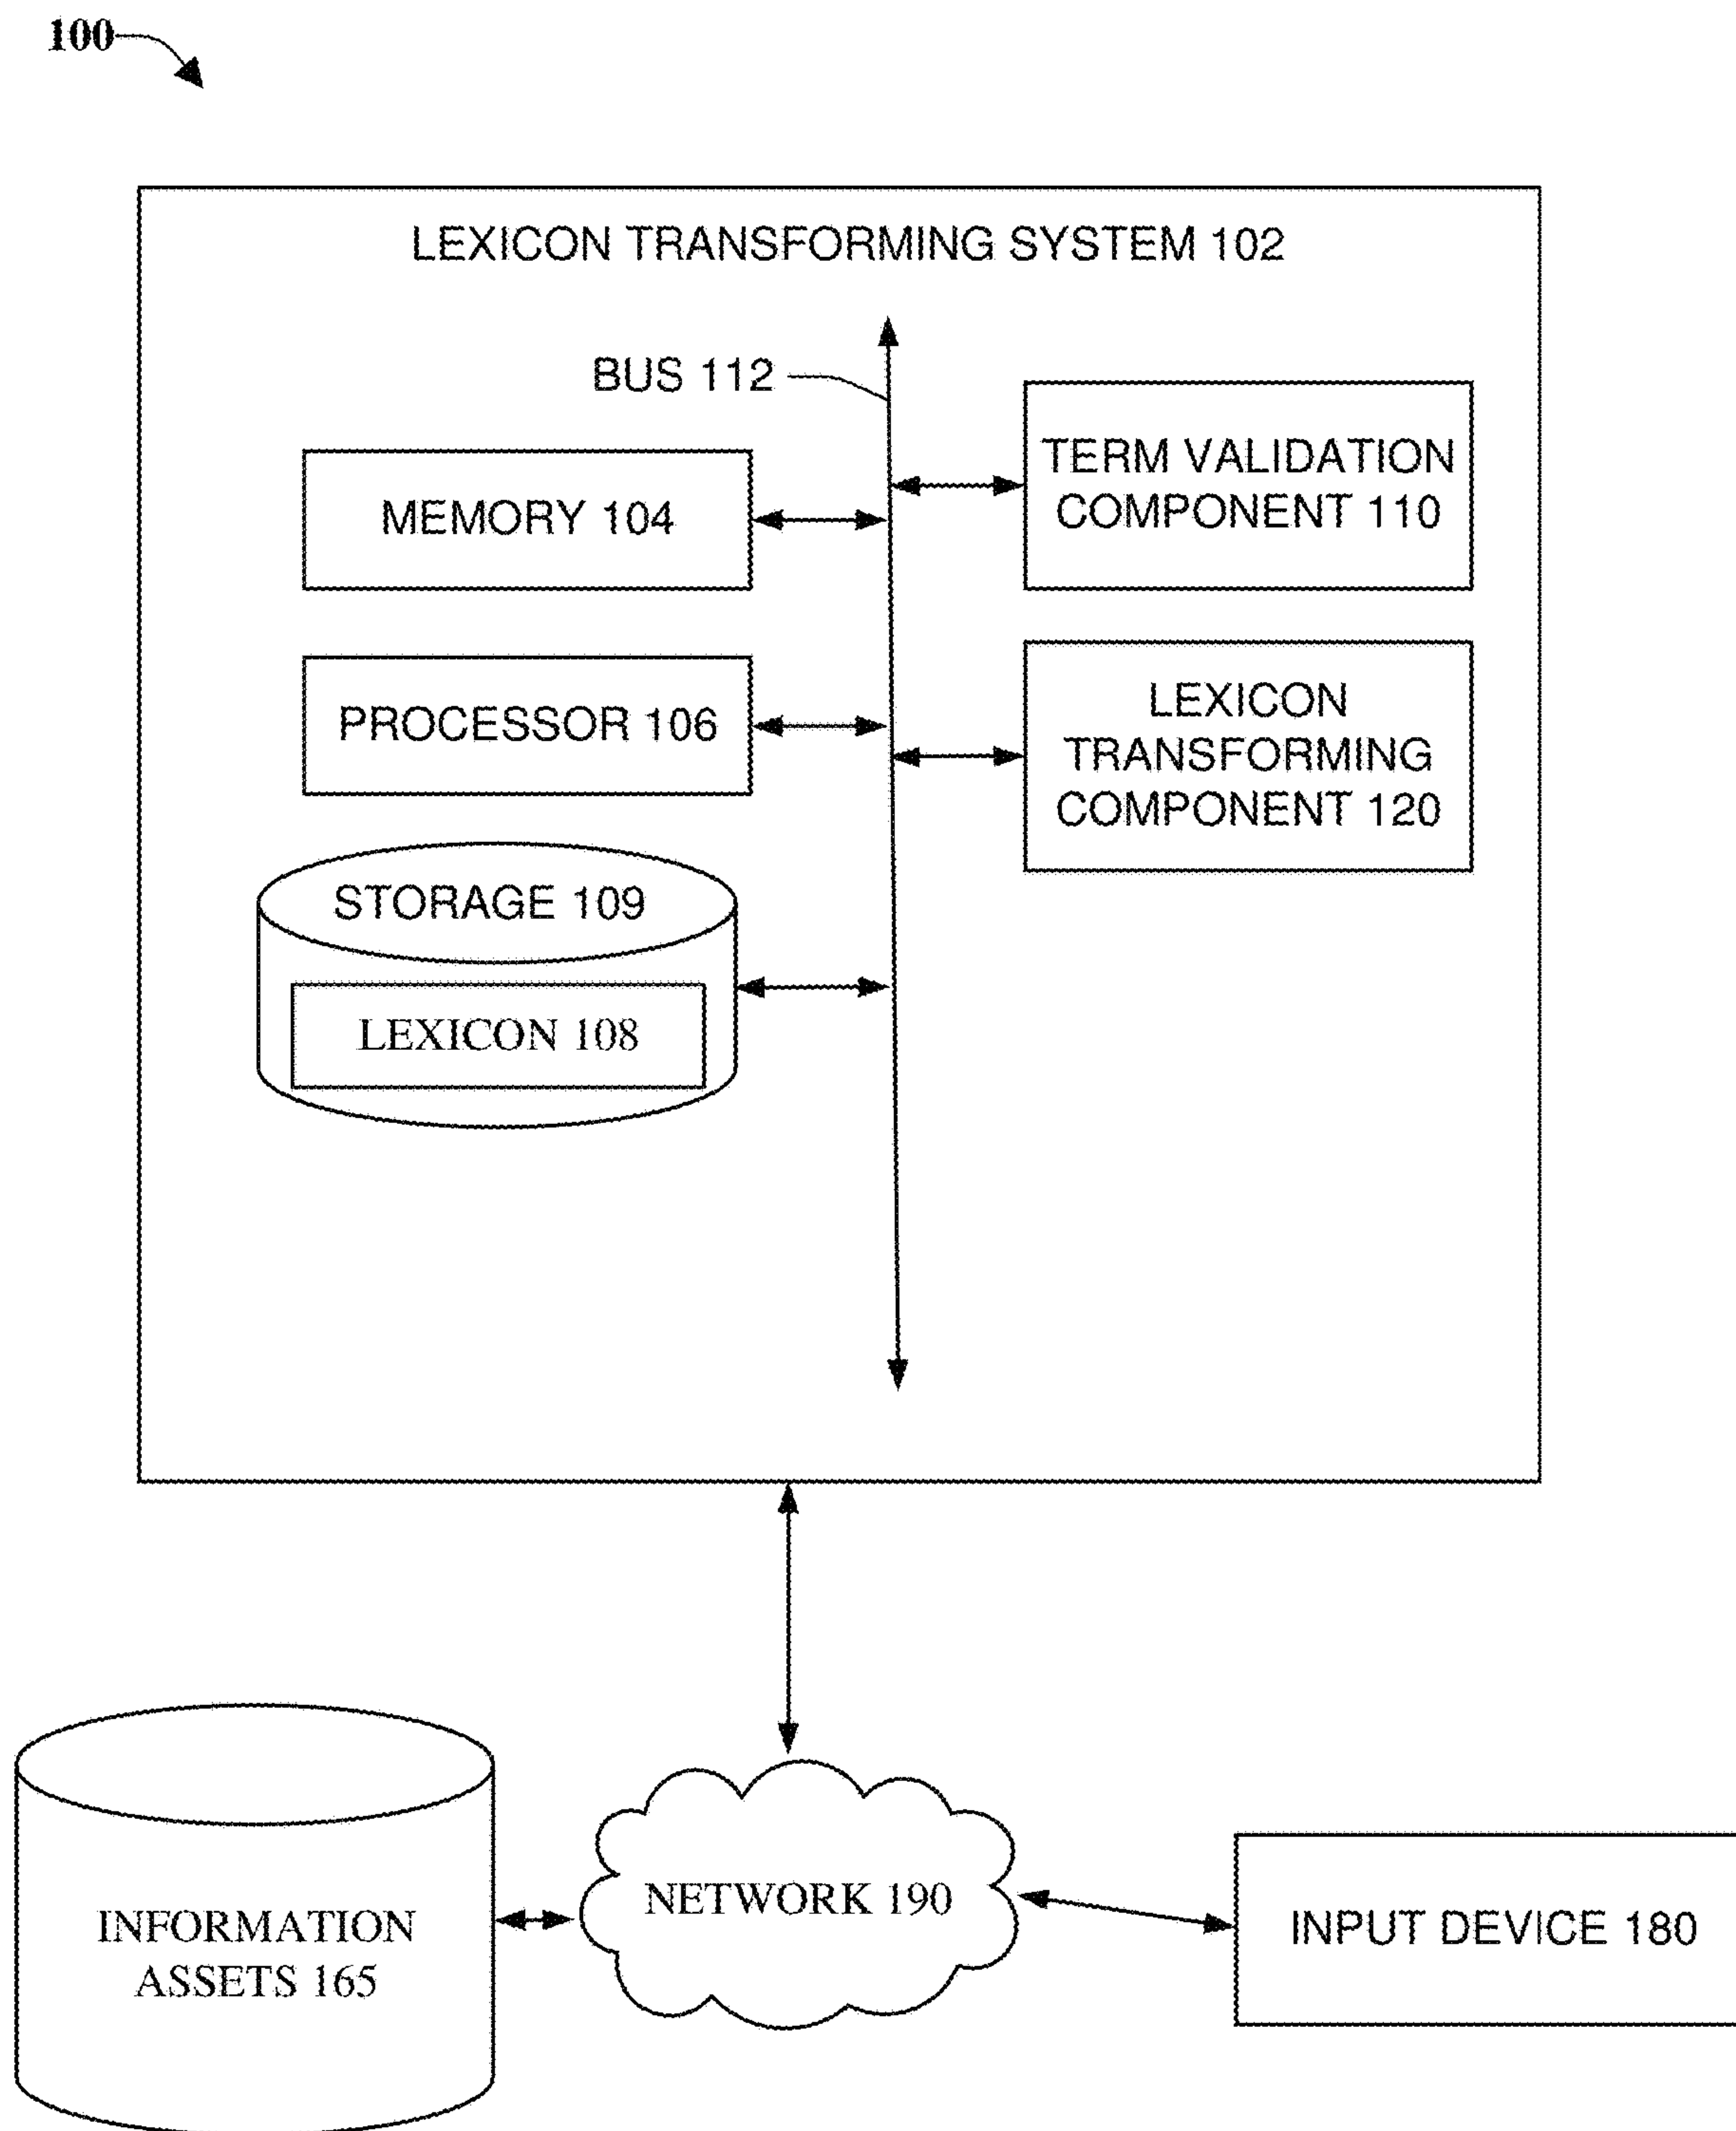 100
LEXICON TRANSFORMING SYSTEM 102
BUS 112
MEMORY 104
TERM VALIDATION
COMPONENT 110
PROCESSOR 106
LEXICON
TRANSFORMING
COMPONENT 120
STORAGE 109
LEXICON 108
NETWORK 190
INFORMATION
ASSETS 165
INPUT DEVICE 180